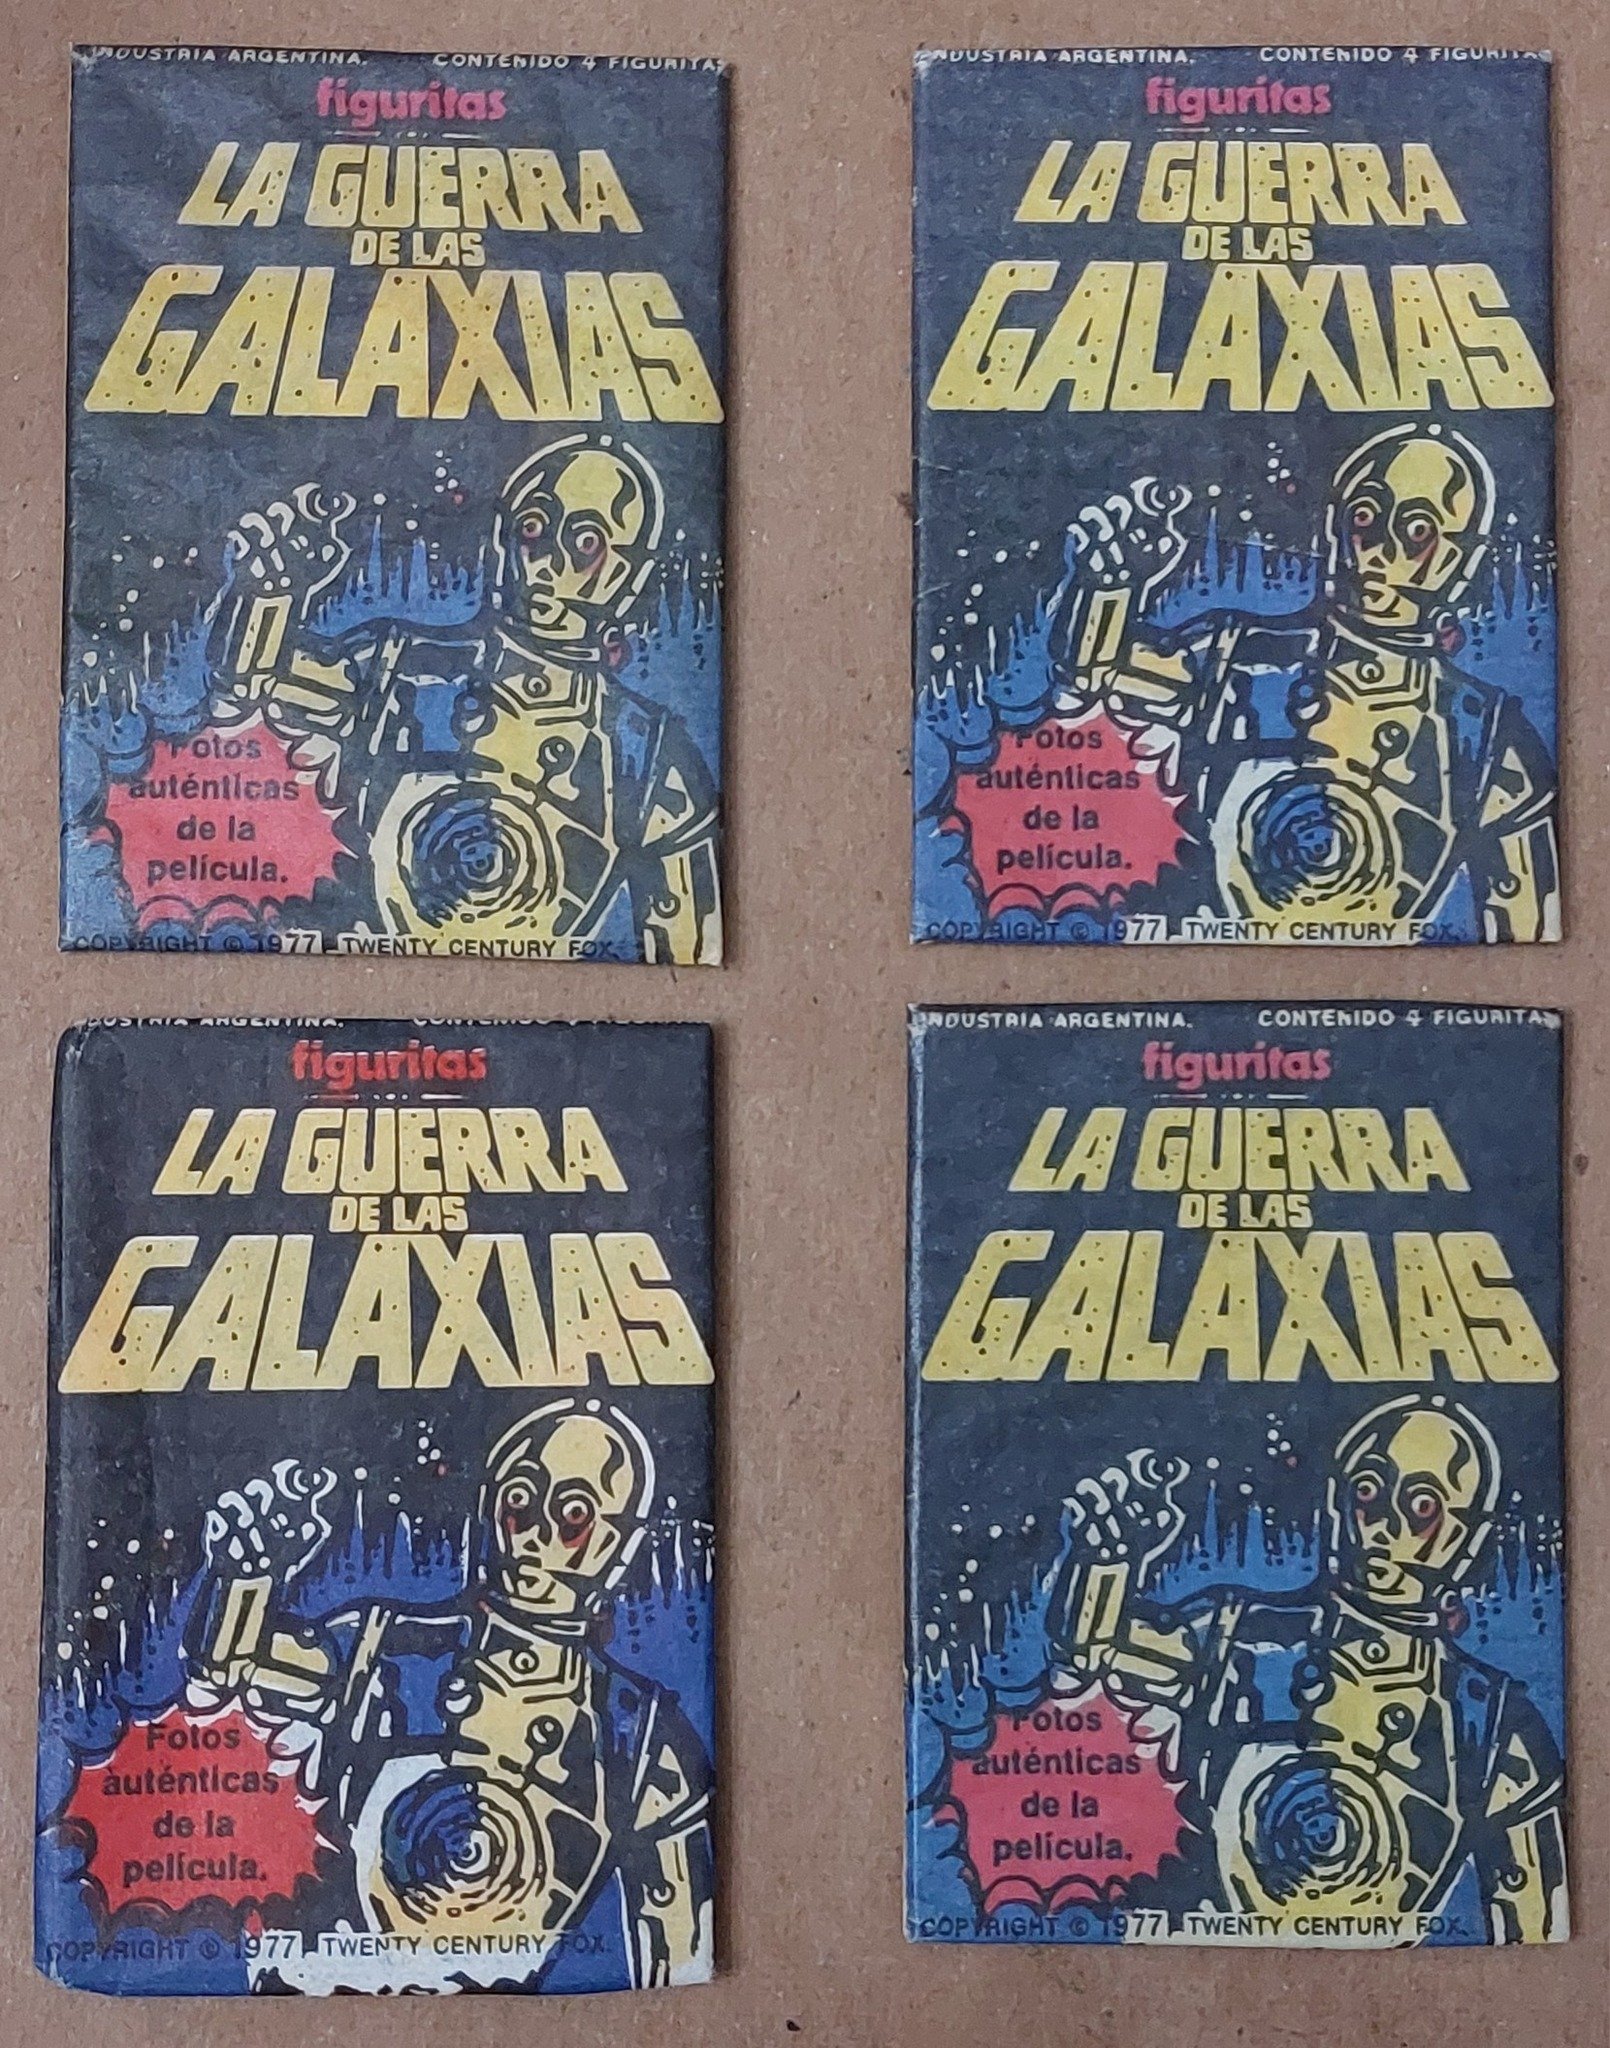 INDUSTRIA ARGENTINA. CONTENIDO 4 FIGURITAS
figuritas
LA GUERRA
DE LAS
GALAXIAS
Fotos
auténticas
de la
película.
COPYRIGHT © 1977 - TWENTY CENTURY FOX.
INDUSTRIA ARGENTINA. CONTENIDO 4 FIGURITAS
figuritas
LA GUERRA
DE LAS
GALAXIAS
Fotos
auténticas
de la
película.
COPYRIGHT © 1977 - TWENTY CENTURY FOX.
DUSTRIA ARGENTINA. CONTENIDO 4
figuritas
LA GUERRA
DE LAS
GALAXIAS
Fotos
auténticas
de la
película.
COPYRIGHT © 1977 - TWENTY CENTURY FOX.
INDUSTRIA ARGENTINA. CONTENIDO 4 FIGURITAS
figuritas
LA GUERRA
DE LAS
GALAXIAS
Fotos
auténticas
de la
película.
COPYRIGHT © 1977 - TWENTY CENTURY FOX.